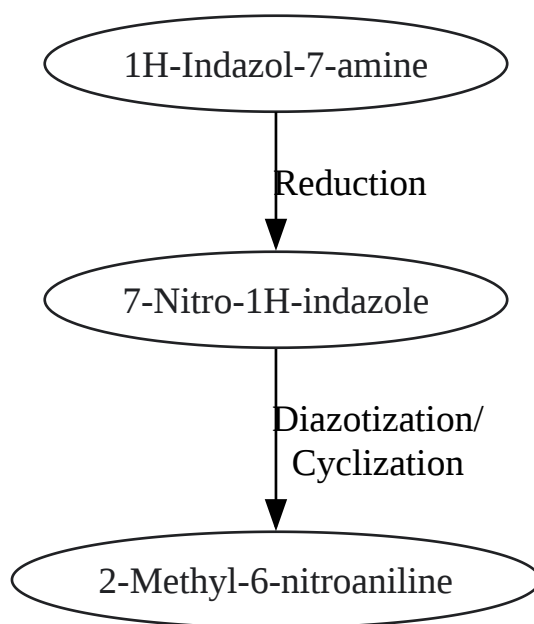 1H-Indazol-7-amine
Reduction
7-Nitro-1H-indazole
Diazotization/
Cyclization
2-Methyl-6-nitroaniline